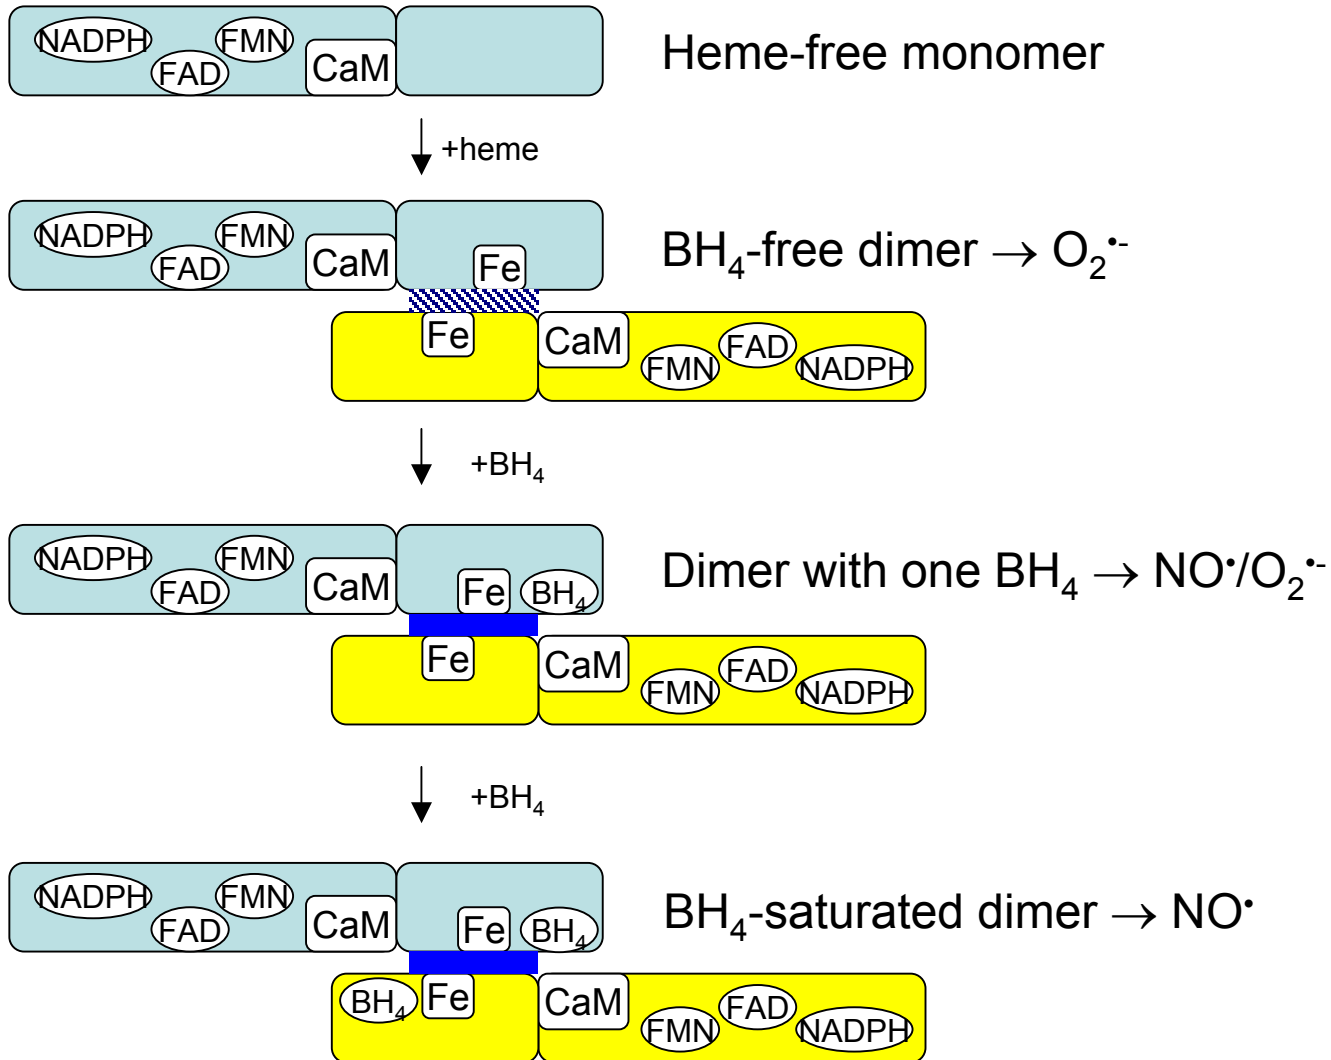 NADPH FAD FMN CaM Heme-free monomer
+heme
NADPH FAD FMN CaM Fe BH₄-free dimer → O₂•-
Fe CaM FMN FAD NADPH
+BH₄
NADPH FAD FMN CaM Fe BH₄ Dimer with one BH₄ → NO•/O₂•-
Fe CaM FMN FAD NADPH
+BH₄
NADPH FAD FMN CaM Fe BH₄ BH₄-saturated dimer → NO•
BH₄ Fe CaM FMN FAD NADPH